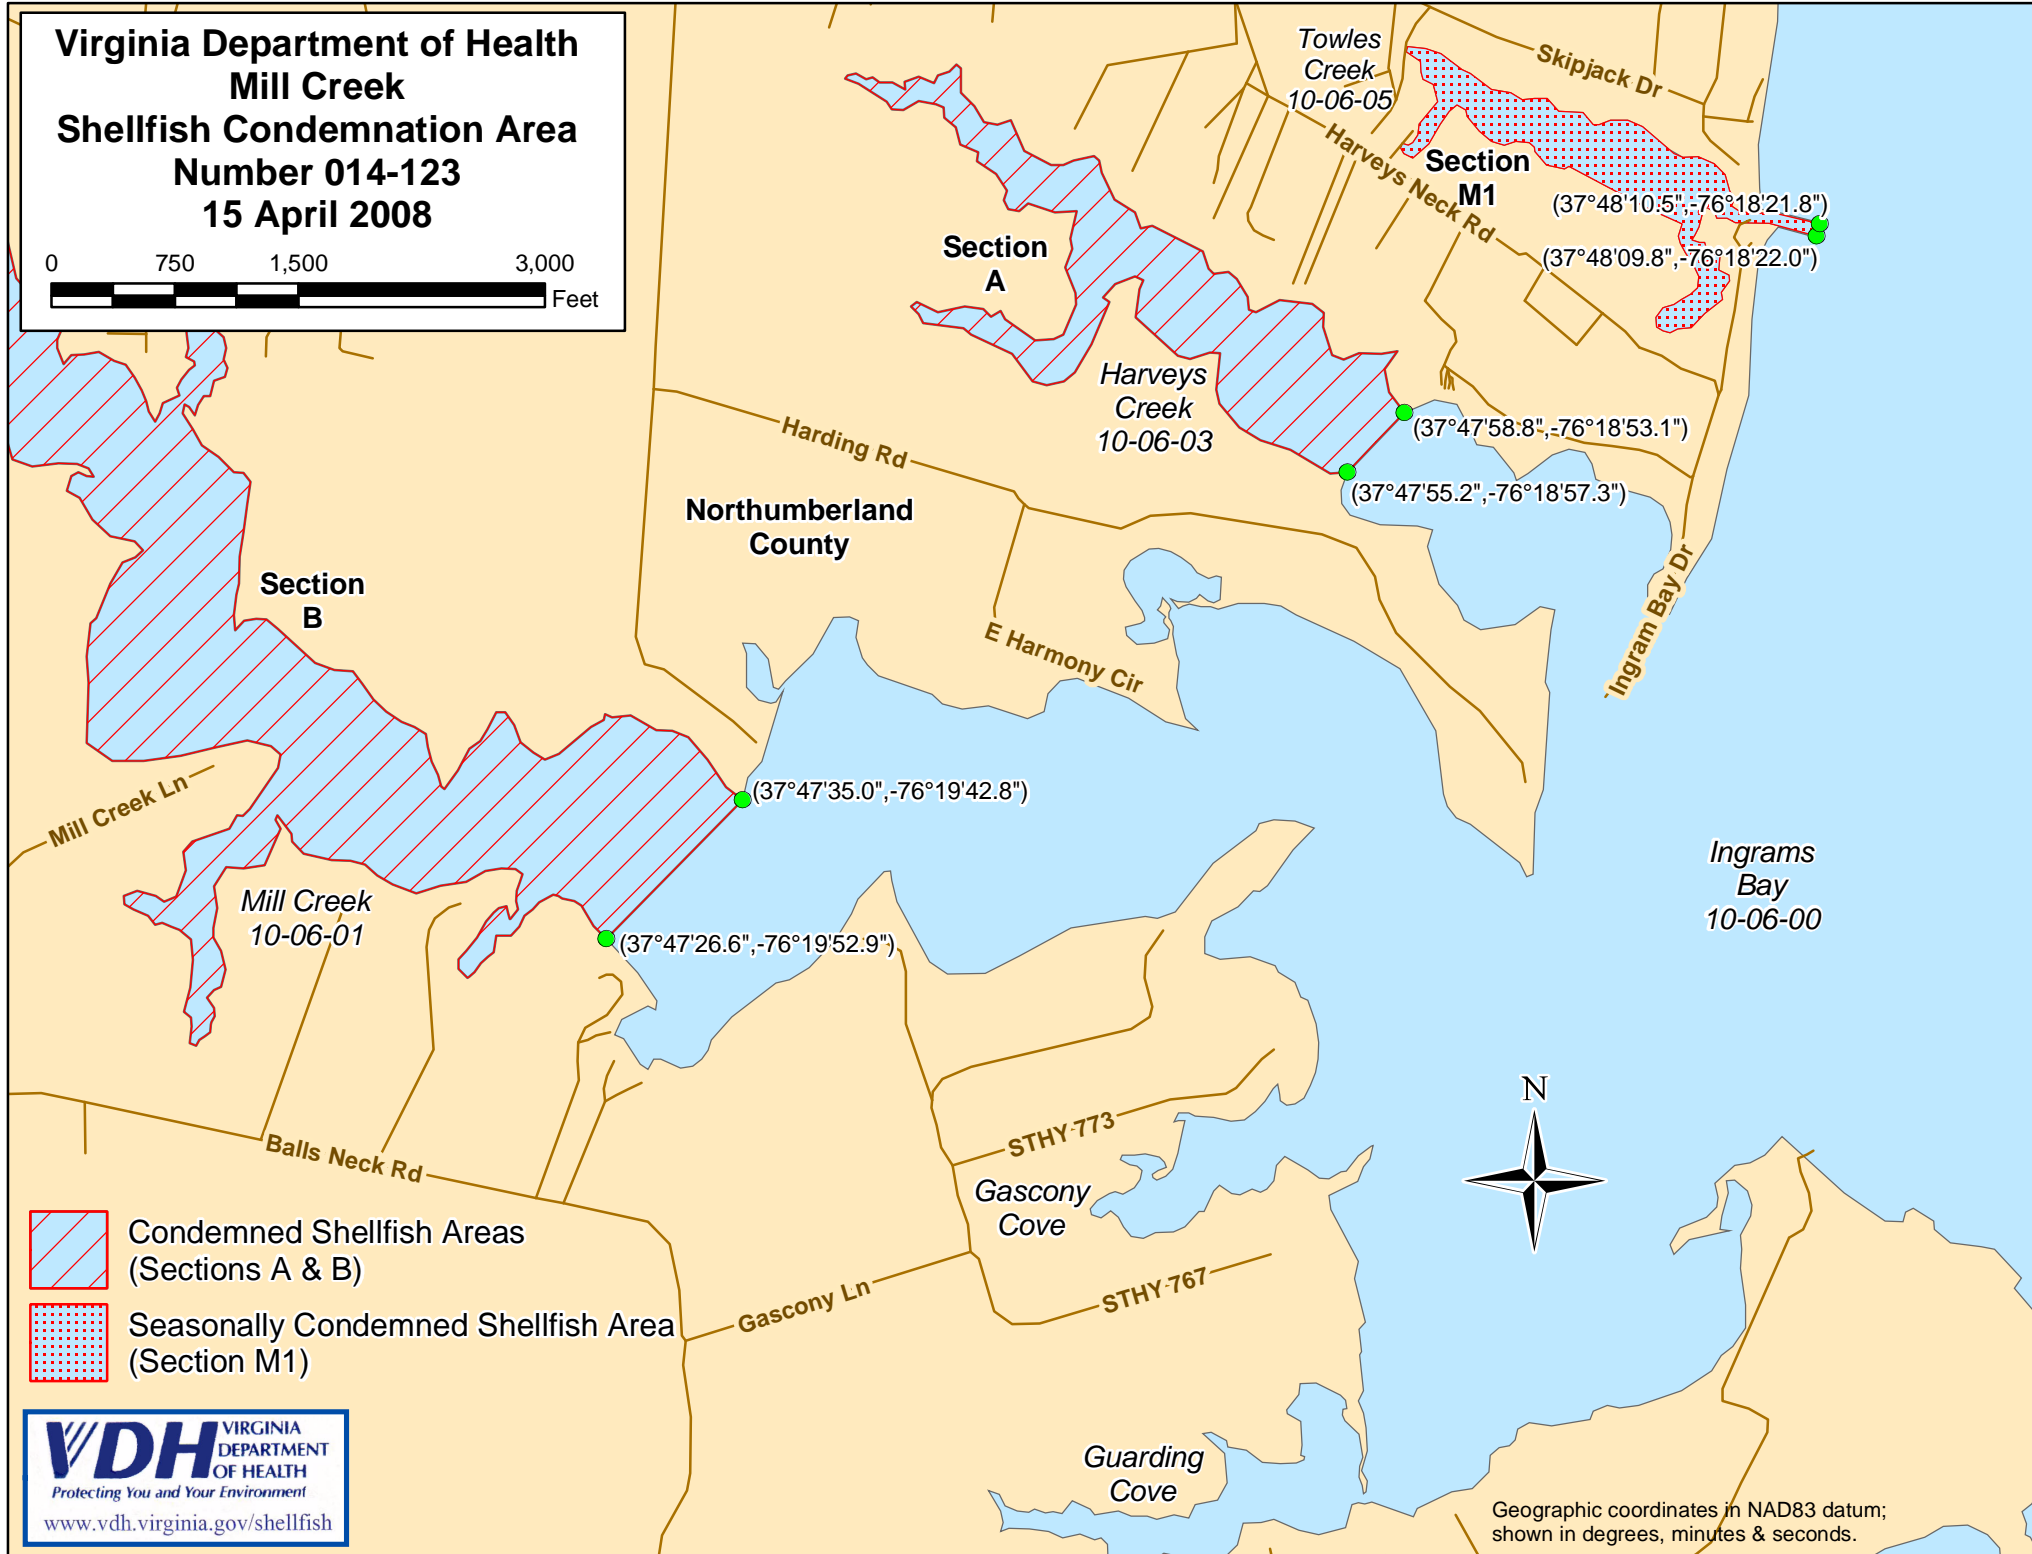 Virginia Department of Health
Mill Creek
Shellfish Condemnation Area
Number 014-123
15 April 2008
0 750 1,500 3,000
Feet
Towles
Creek
10-06-05
Skipjack Dr
Harveys Neck Rd
Section
M1
(37°48'10.5",-76°18'21.8")
(37°48'09.8",-76°18'22.0")
Section
A
Harveys
Creek
10-06-03
(37°47'58.8",-76°18'53.1")
(37°47'55.2",-76°18'57.3")
Harding Rd
Northumberland
County
Section
B
E Harmony Cir
Ingram Bay Dr
Mill Creek Ln
(37°47'35.0",-76°19'42.8")
Ingrams
Bay
10-06-00
Mill Creek
10-06-01
(37°47'26.6",-76°19'52.9")
N
Balls Neck Rd
STHY 773
Gascony
Cove
Condemned Shellfish Areas
(Sections A & B)
STHY 767
Gascony Ln
Seasonally Condemned Shellfish Area
(Section M1)
VDH
VIRGINIA
DEPARTMENT
OF HEALTH
Protecting You and Your Environment
www.vdh.virginia.gov/shellfish
Guarding
Cove
Geographic coordinates in NAD83 datum;
shown in degrees, minutes & seconds.